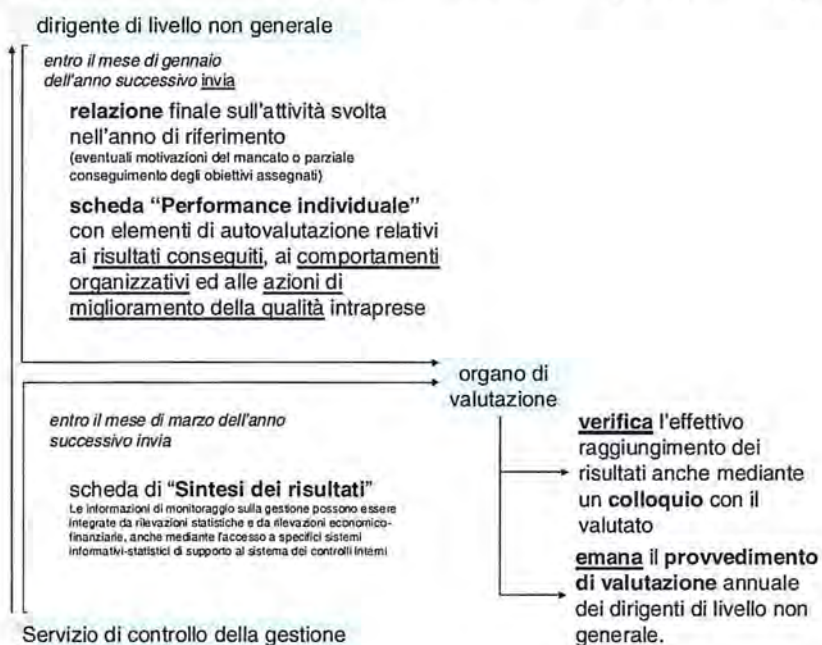 dirigente di livello non generale
entro il mese di gennaio
dell'anno successivo invia
relazione finale sull'attività svolta
nell'anno di riferimento
(eventuali motivazioni del mancato o parziale
conseguimento degli obiettivi assegnati)
scheda “Performance individuale”
con elementi di autovalutazione relativi
ai risultati conseguiti, ai comportamenti
organizzativi ed alle azioni di
miglioramento della qualità intraprese
organo di
valutazione
entro il mese di marzo dell'anno
successivo invia
scheda di “Sintesi dei risultati”
Le informazioni di monitoraggio sulla gestione possono essere
integrate da rilevazioni statistiche e da rilevazioni economico-
finanziarie, anche mediante l'accesso a specifici sistemi
informativi-statistici di supporto al sistema dei controlli interni
Servizio di controllo della gestione
verifica l'effettivo
raggiungimento dei
risultati anche mediante
un colloquio con il
valutato
emana il provvedimento
di valutazione annuale
dei dirigenti di livello non
generale.